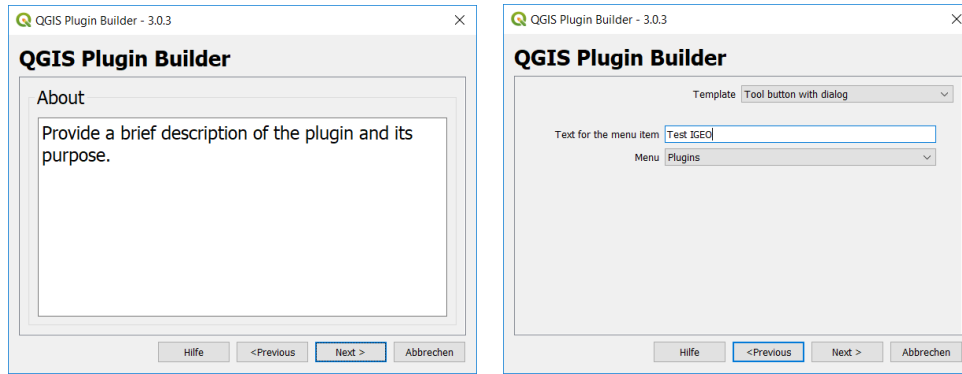 QGIS Plugin Builder - 3.0.3
QGIS Plugin Builder
About
Provide a brief description of the plugin and its
purpose.
Hilfe <Previous Next > Abbrechen
QGIS Plugin Builder - 3.0.3
QGIS Plugin Builder
Template Tool button with dialog
Text for the menu item Test IGEO
Menu Plugins
Hilfe <Previous Next > Abbrechen